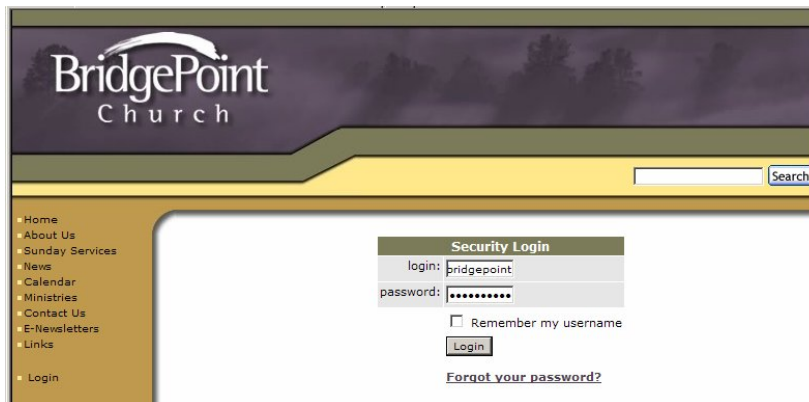 BridgePoint
Church
Search
Home
About Us
Sunday Services
News
Calendar
Ministries
Contact Us
E-Newsletters
Links
Login
Security Login
login: bridgepoint
password: ••••••••••
Remember my username
Login
Forgot your password?